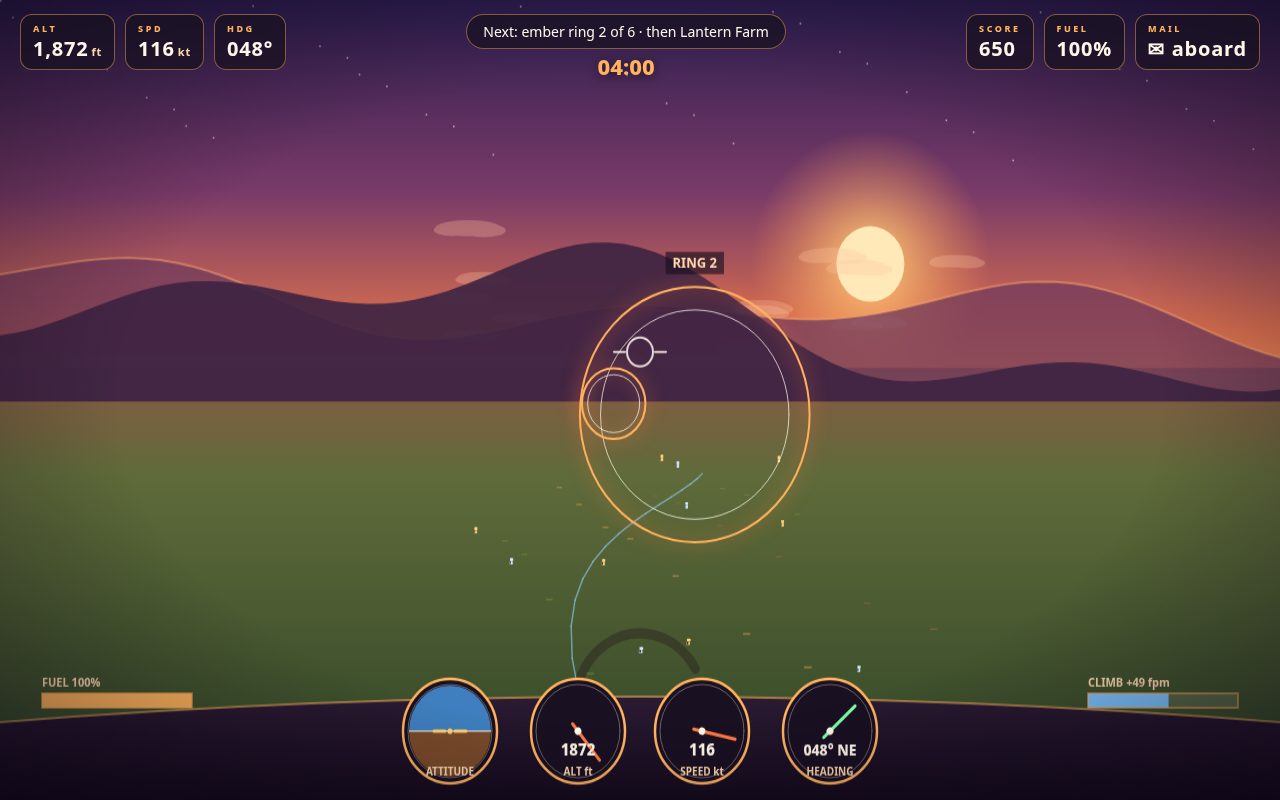 ALT
1,872 ft
SPD
116 kt
HDG
048°
Next: ember ring 2 of 6 · then Lantern Farm
04:00
SCORE
650
FUEL
100%
MAIL
✉ aboard
RING 2
FUEL 100%
CLIMB +49 fpm
ATTITUDE
1872
ALT ft
116
SPEED kt
048° NE
HEADING